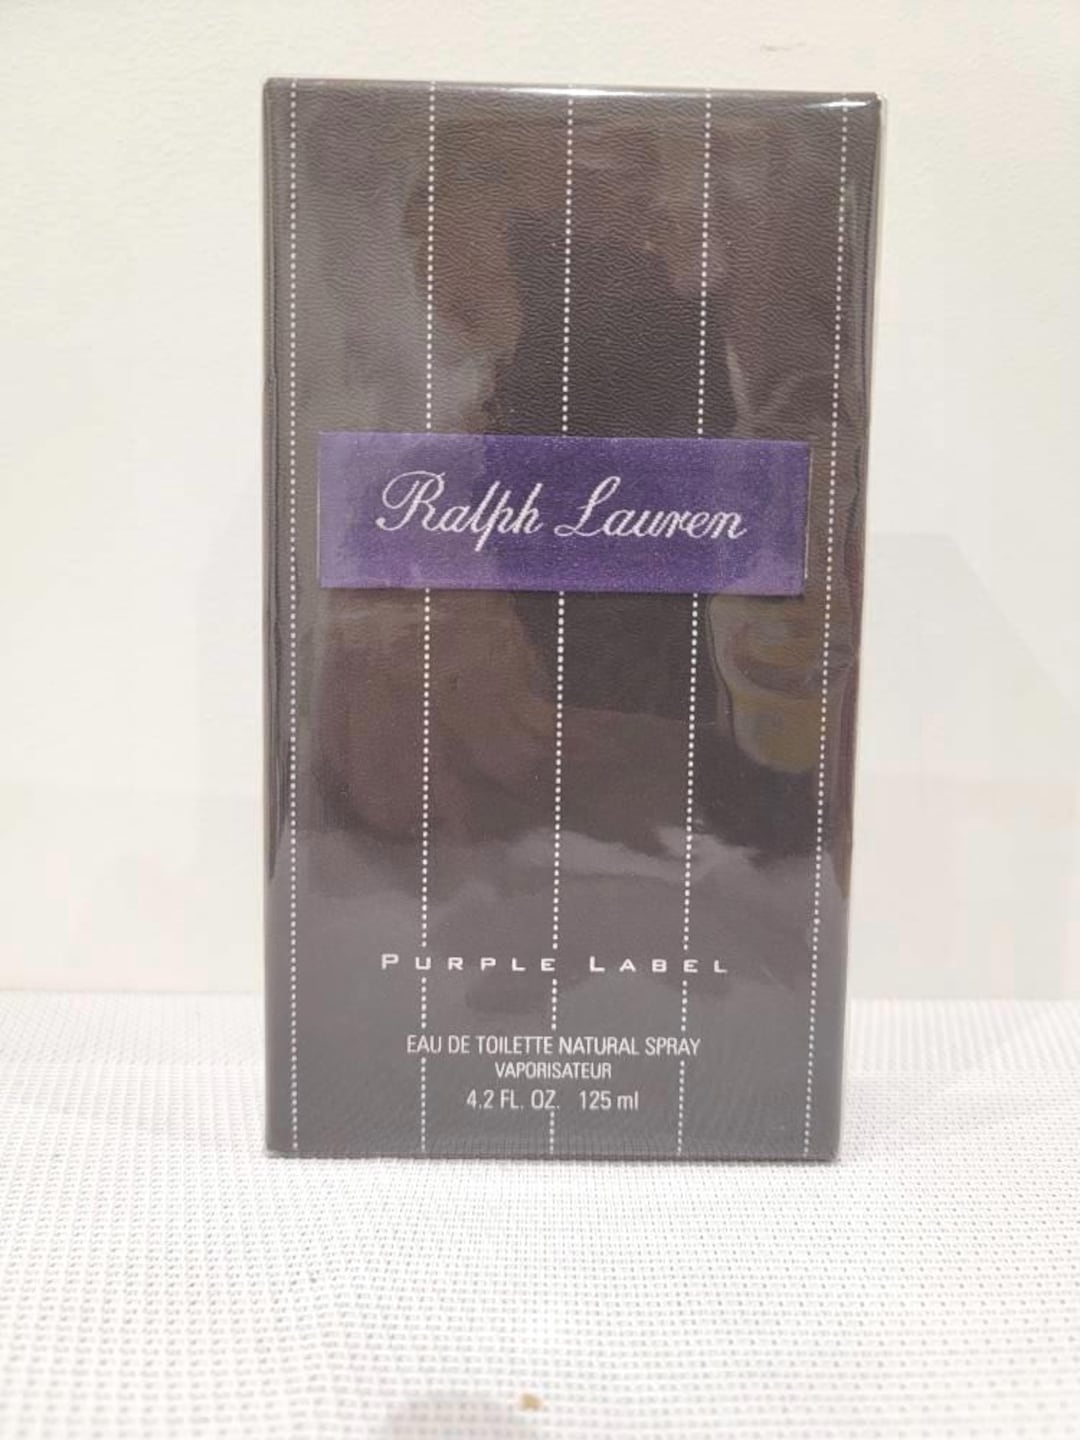 Ralph Lauren
PURPLE LABEL
EAU DE TOILETTE NATURAL SPRAY
VAPORISATEUR
4.2 FL. OZ. 125 ml